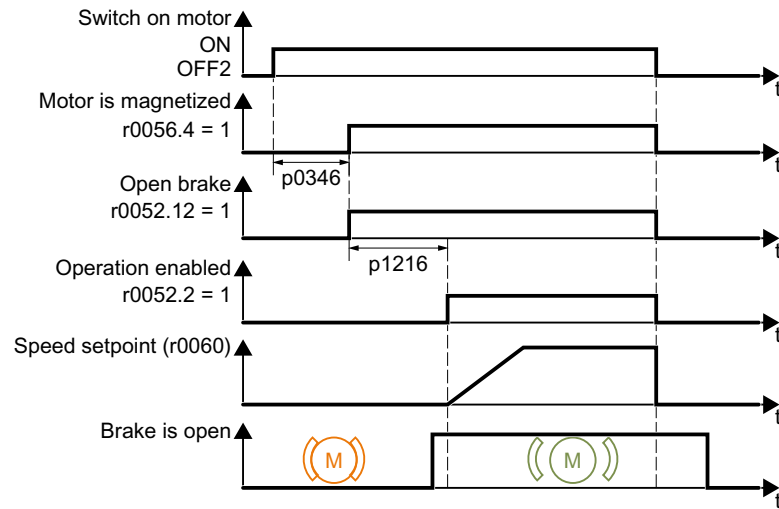 Switch on motor
ON
OFF2
t
Motor is magnetized
r0056.4 = 1
t
p0346
Open brake
r0052.12 = 1
t
p1216
Operation enabled
r0052.2 = 1
t
Speed setpoint (r0060)
t
Brake is open
M
M
t